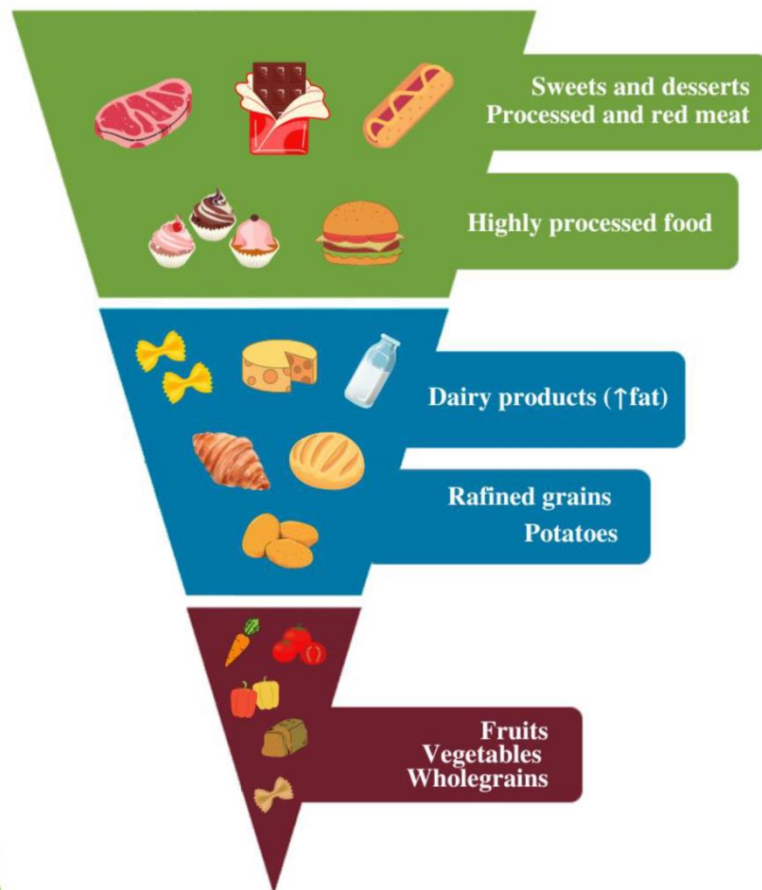 Sweets and desserts
Processed and red meat
Highly processed food
Dairy products (↑fat)
Rafined grains
Potatoes
Fruits
Vegetables
Wholegrains